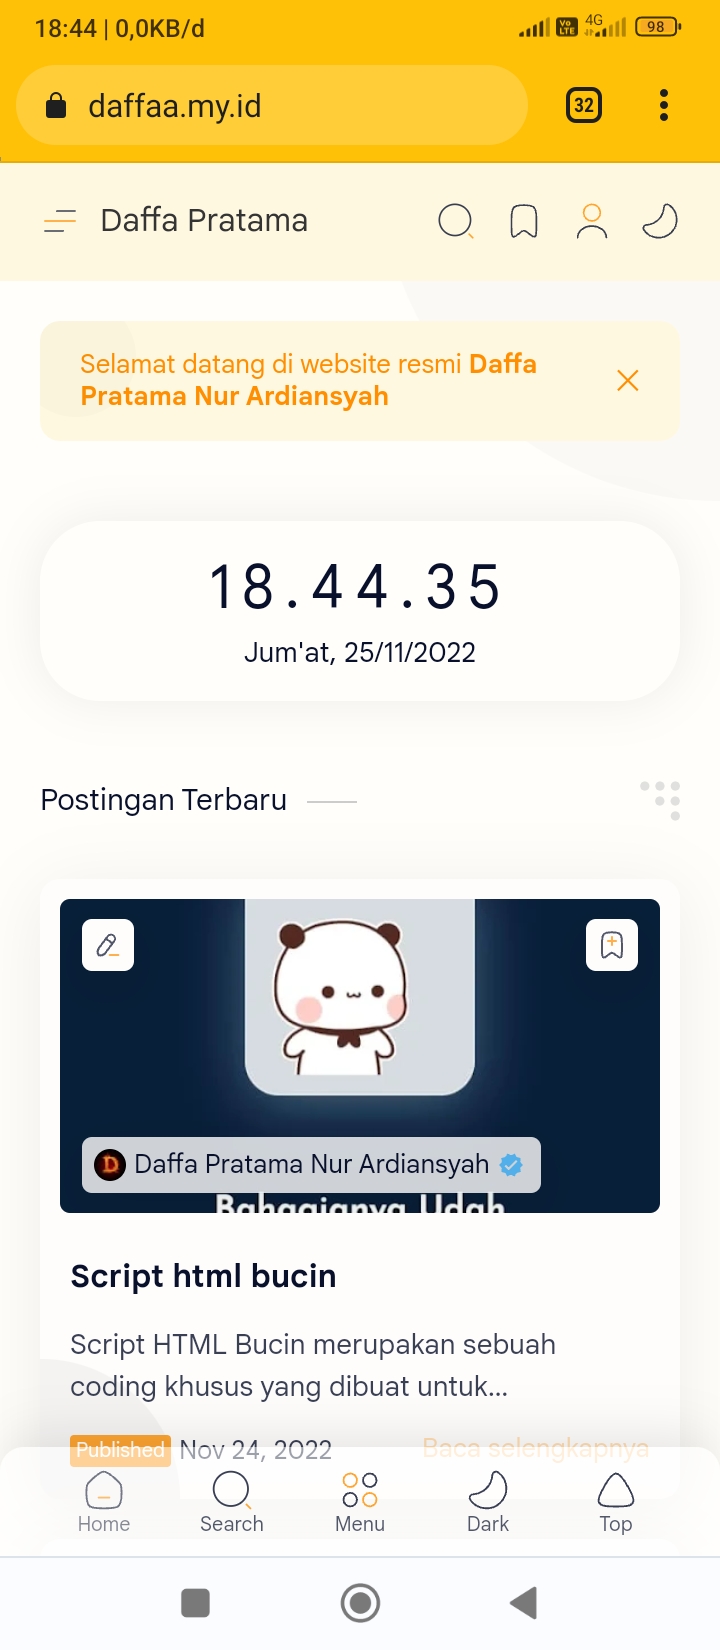 18:44 | 0,0KB/d
Vo LTE
4G
98
daffaa.my.id
32
Daffa Pratama
Selamat datang di website resmi Daffa
Pratama Nur Ardiansyah
18.44.35
Jum'at, 25/11/2022
Postingan Terbaru
D Daffa Pratama Nur Ardiansyah
Bahagianya Udah
Script html bucin
Script HTML Bucin merupakan sebuah
coding khusus yang dibuat untuk...
Published Nov 24, 2022 Baca selengkapnya
Home Search Menu Dark Top